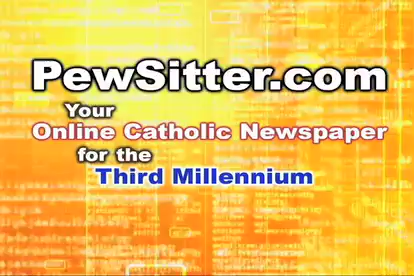 PewSitter.com
Your
Online Catholic Newspaper
for the
Third Millennium